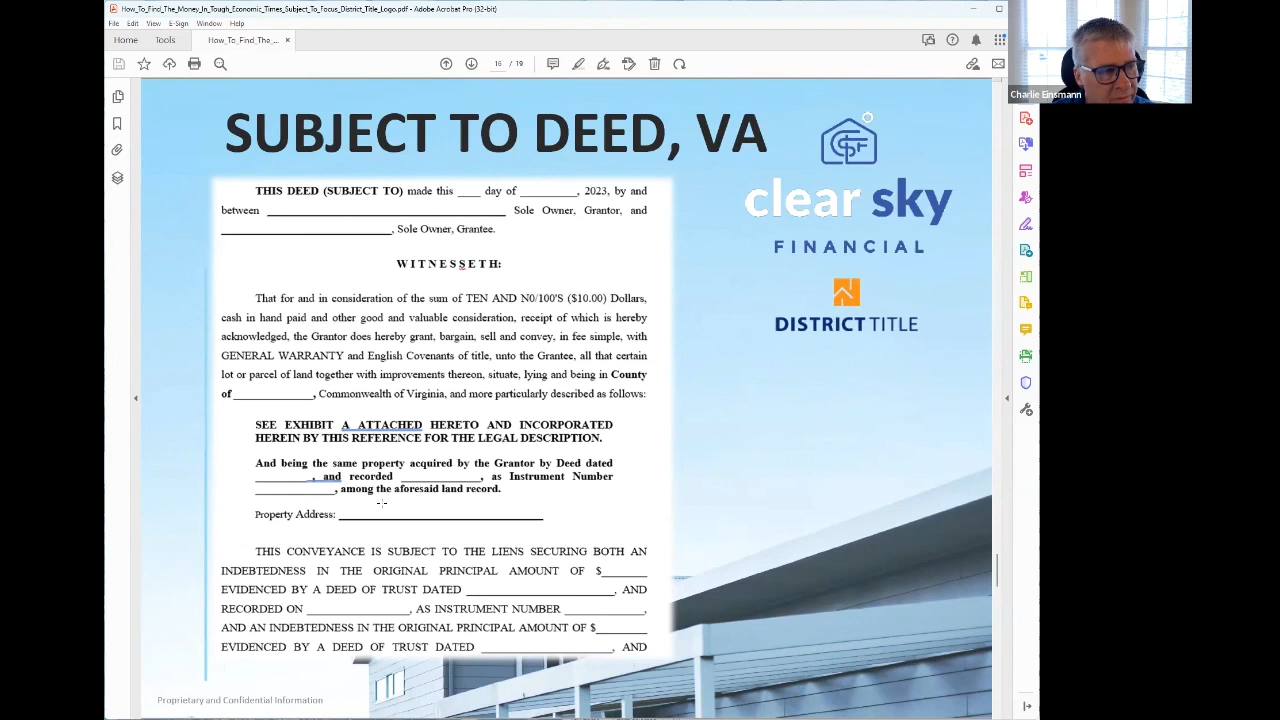 How_To_Find_The_Money_In_Tough_Economic_Times_Subject_To_Focus_District_Title_Logo.pdf - Adobe Acrobat Pro (32-bit)
File Edit View E-Sign Window Help
Home Tools How_To_Find_The_... ×
16 / 19
Charlie Einsmann
SUBJECT TO DEED, VA
THIS DEED (SUBJECT TO) made this ____ day of __________, 2023, by and
between ______________________________ Sole Owner, Grantor, and
______________________, Sole Owner, Grantee.
WITNESSETH:
That for and in consideration of the sum of TEN AND N0/100'S ($10.00) Dollars,
cash in hand paid and other good and valuable consideration, receipt of which is hereby
acknowledged, the Grantor does hereby grant, bargain, sell and convey, in fee simple, with
GENERAL WARRANTY and English Covenants of title, unto the Grantee, all that certain
lot or parcel of land together with improvements thereon, situate, lying and being in County
of ______________, Commonwealth of Virginia, and more particularly described as follows:
SEE EXHIBIT A ATTACHED HERETO AND INCORPORATED
HEREIN BY THIS REFERENCE FOR THE LEGAL DESCRIPTION.
And being the same property acquired by the Grantor by Deed dated
__________, and recorded ______________, as Instrument Number
______________, among the aforesaid land record.
Property Address: __________________________
THIS CONVEYANCE IS SUBJECT TO THE LIENS SECURING BOTH AN
INDEBTEDNESS IN THE ORIGINAL PRINCIPAL AMOUNT OF $______
EVIDENCED BY A DEED OF TRUST DATED __________________, AND
RECORDED ON _____________, AS INSTRUMENT NUMBER __________,
AND AN INDEBTEDNESS IN THE ORIGINAL PRINCIPAL AMOUNT OF $______
EVIDENCED BY A DEED OF TRUST DATED ________________, AND
clear sky
FINANCIAL
DISTRICT TITLE
Proprietary and Confidential Information